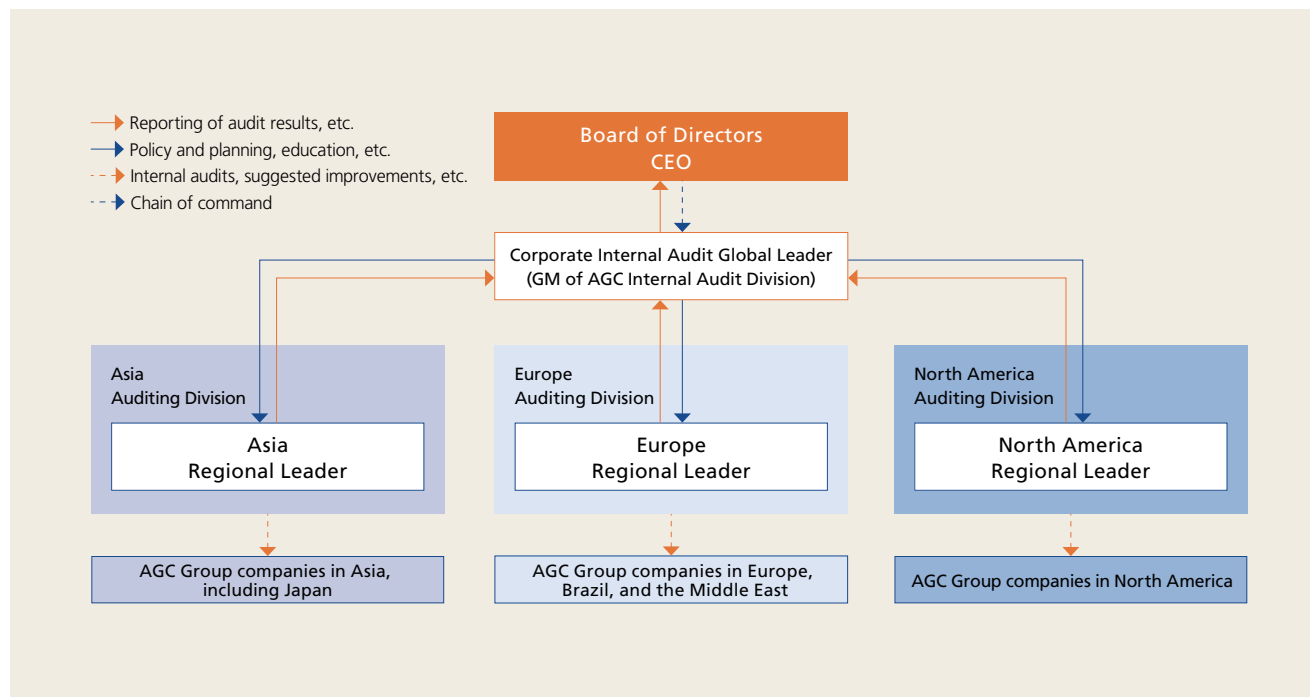 Reporting of audit results, etc.
Policy and planning, education, etc.
Internal audits, suggested improvements, etc.
Chain of command
Board of Directors
CEO
Corporate Internal Audit Global Leader
(GM of AGC Internal Audit Division)
Asia
Auditing Division
Asia
Regional Leader
Europe
Auditing Division
Europe
Regional Leader
North America
Auditing Division
North America
Regional Leader
AGC Group companies in Asia,
including Japan
AGC Group companies in Europe,
Brazil, and the Middle East
AGC Group companies in North America